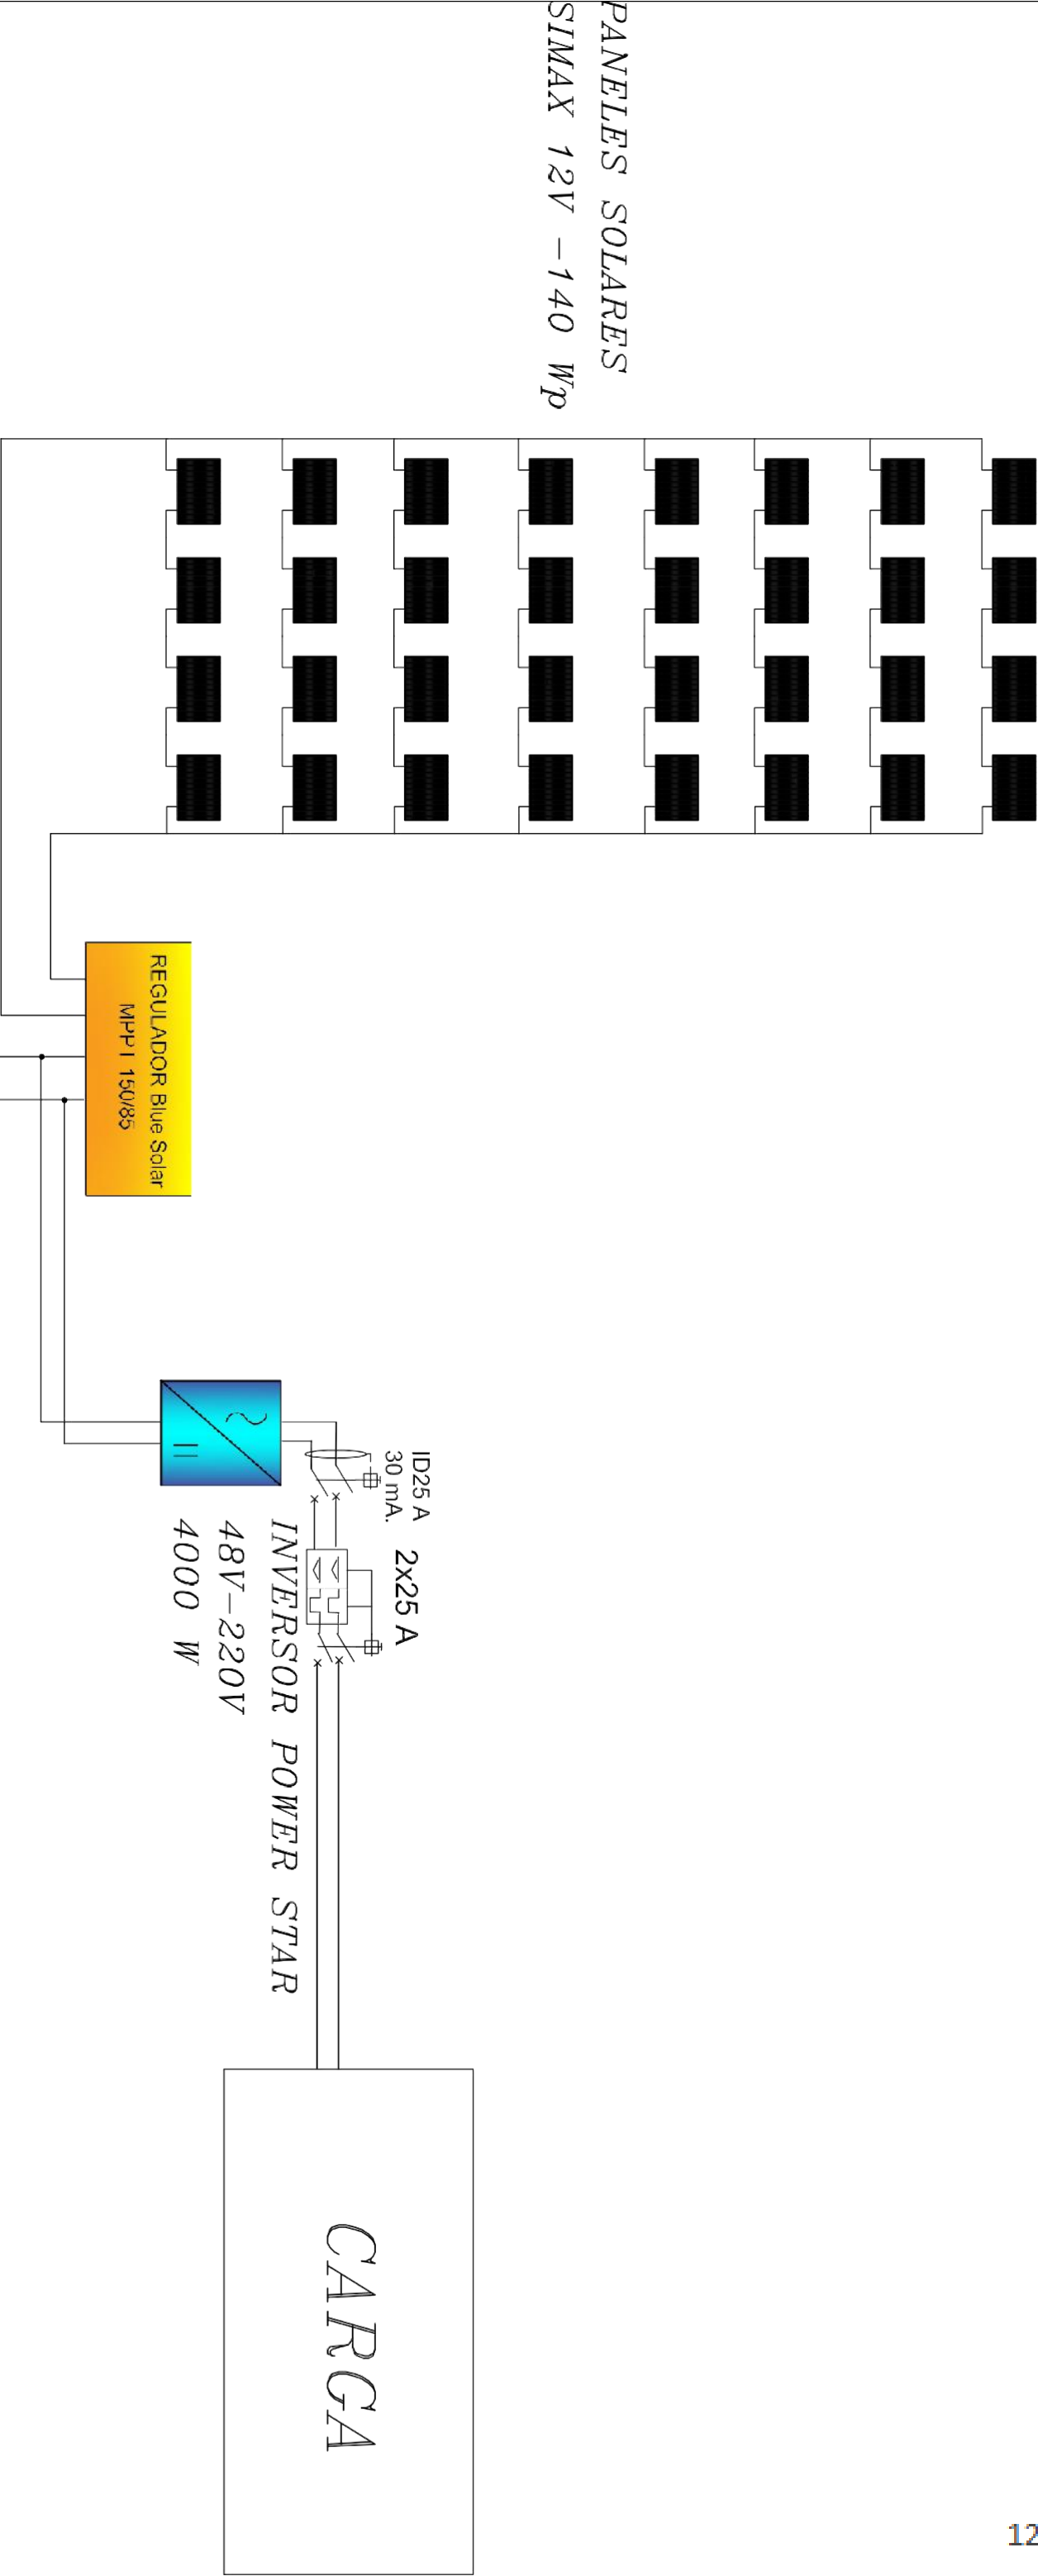 PANELES SOLARES
SIMAX 12V -140 Wp
REGULADOR Blue Solar
MPPT 150/85
ID25 A
30 mA.
2x25 A
INVERSOR POWER STAR
48V-220V
4000 W
CARGA
12